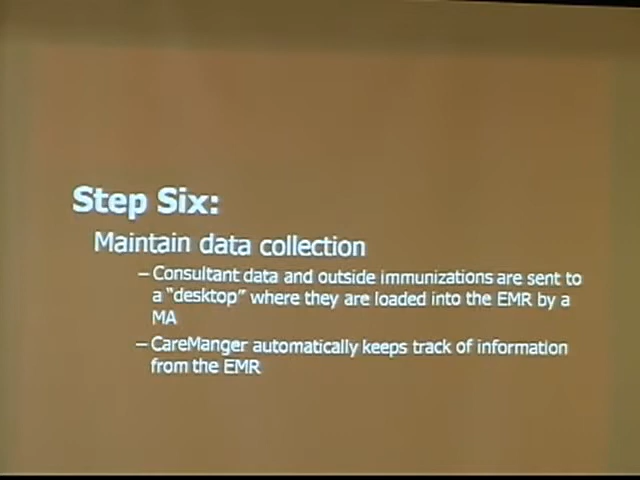 Step Six:
Maintain data collection
– Consultant data and outside immunizations are sent to
a "desktop" where they are loaded into the EMR by a
MA
– CareManger automatically keeps track of information
from the EMR